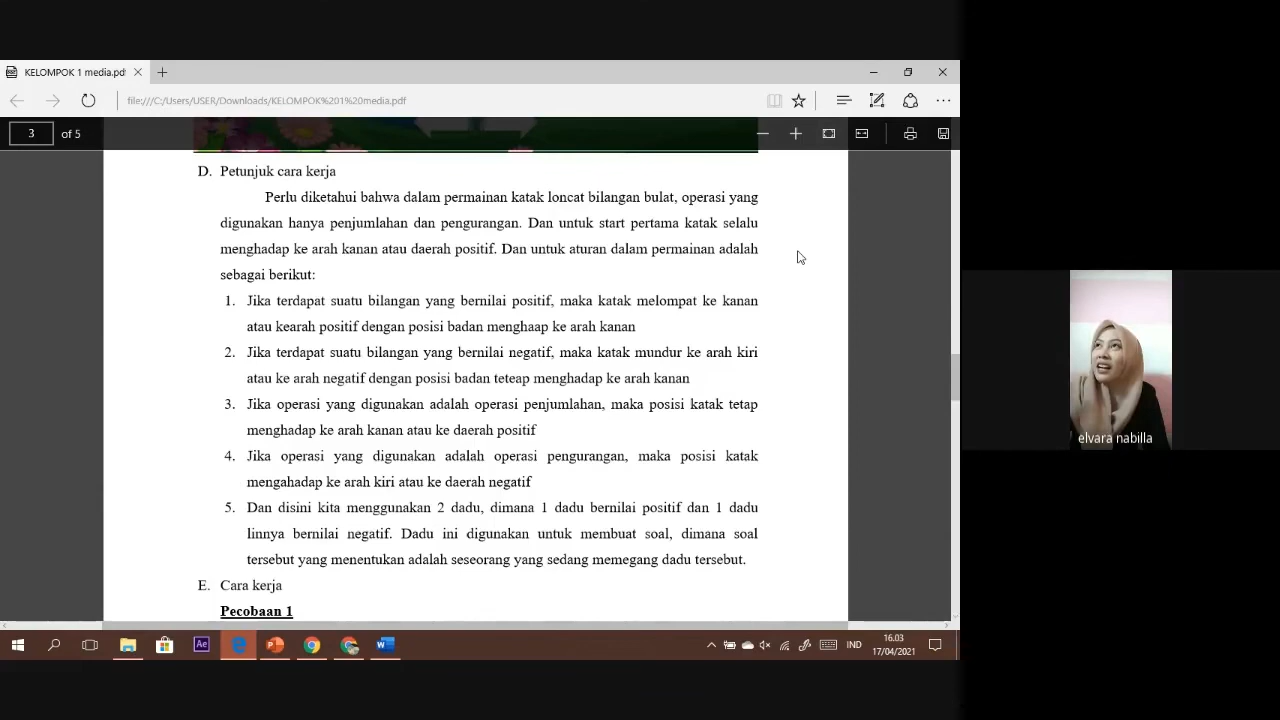 KELOMPOK 1 media.pdf
file:///C:/Users/USER/Downloads/KELOMPOK%201%20media.pdf
3 of 5
D. Petunjuk cara kerja
Perlu diketahui bahwa dalam permainan katak loncat bilangan bulat, operasi yang
digunakan hanya penjumlahan dan pengurangan. Dan untuk start pertama katak selalu
menghadap ke arah kanan atau daerah positif. Dan untuk aturan dalam permainan adalah
sebagai berikut:
1. Jika terdapat suatu bilangan yang bernilai positif, maka katak melompat ke kanan
atau kearah positif dengan posisi badan menghaap ke arah kanan
2. Jika terdapat suatu bilangan yang bernilai negatif, maka katak mundur ke arah kiri
atau ke arah negatif dengan posisi badan teteap menghadap ke arah kanan
3. Jika operasi yang digunakan adalah operasi penjumlahan, maka posisi katak tetap
menghadap ke arah kanan atau ke daerah positif
4. Jika operasi yang digunakan adalah operasi pengurangan, maka posisi katak
mengahadap ke arah kiri atau ke daerah negatif
5. Dan disini kita menggunakan 2 dadu, dimana 1 dadu bernilai positif dan 1 dadu
linnya bernilai negatif. Dadu ini digunakan untuk membuat soal, dimana soal
tersebut yang menentukan adalah seseorang yang sedang memegang dadu tersebut.
E. Cara kerja
Pecobaan 1
elvara nabilla
Ae
IND
16.03
17/04/2021